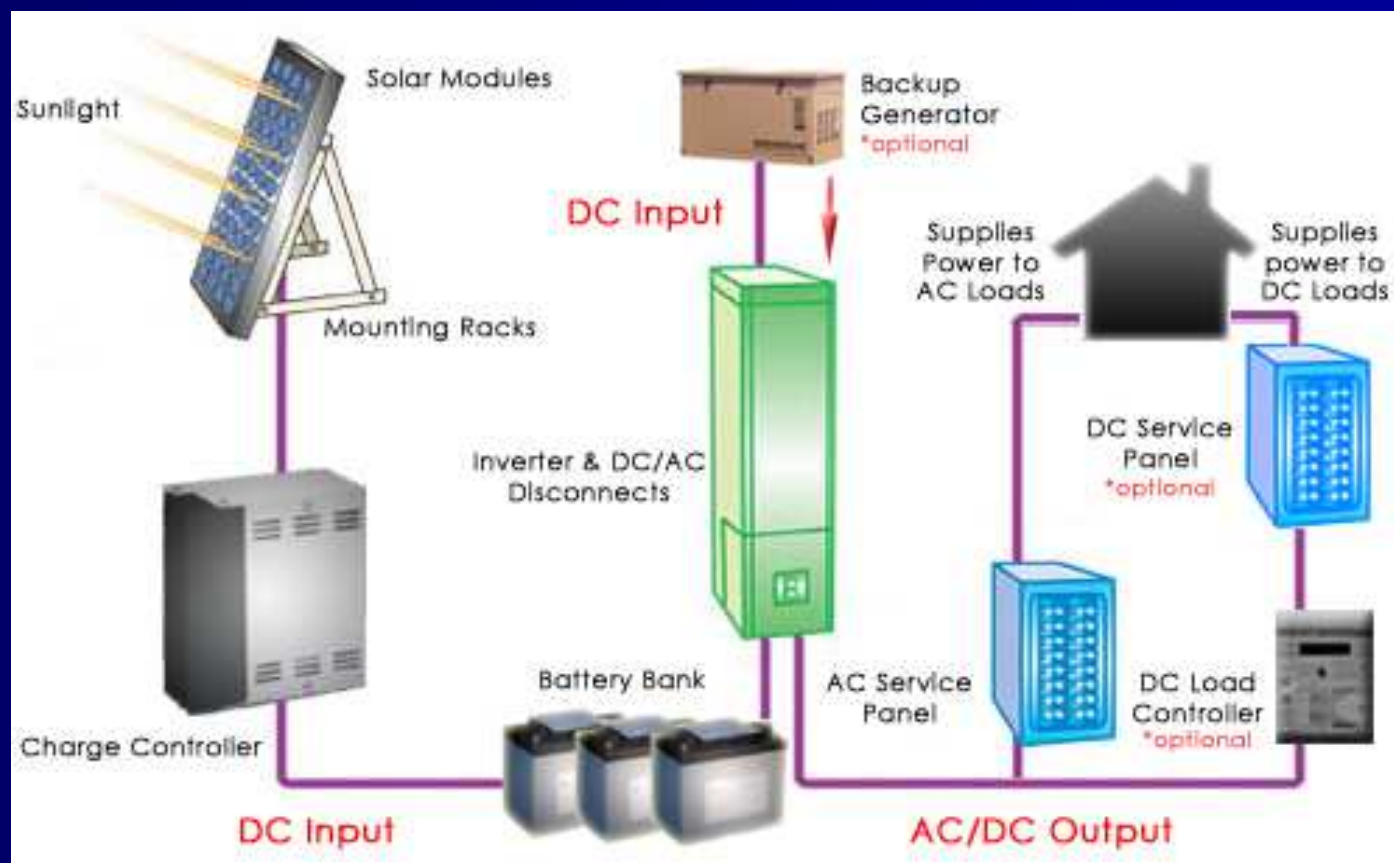 Sunlight
Solar Modules
Mounting Racks
Charge Controller
DC Input
Backup
Generator
*optional
DC Input
Inverter & DC/AC
Disconnects
Battery Bank
Supplies
Power to
AC Loads
Supplies
power to
DC Loads
DC Service
Panel
*optional
AC Service
Panel
DC Load
Controller
*optional
AC/DC Output